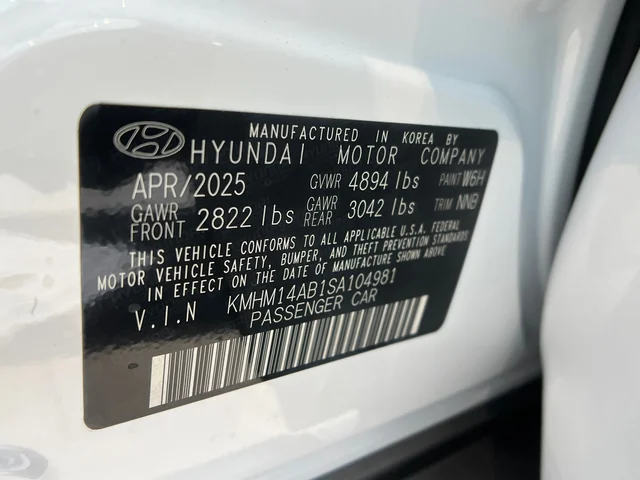 MANUFACTURED IN KOREA BY
HYUNDAI MOTOR COMPANY
APR/2025 GVWR 4894 lbs PAINT W6H
GAWR FRONT 2822 lbs GAWR REAR 3042 lbs TRIM NNB
THIS VEHICLE CONFORMS TO ALL APPLICABLE U.S.A. FEDERAL
MOTOR VEHICLE SAFETY, BUMPER, AND THEFT PREVENTION STANDARDS
IN EFFECT ON THE DATE OF MANUFACTURE SHOWN ABOVE.
V.I.N KMHM14AB1SA104981
PASSENGER CAR